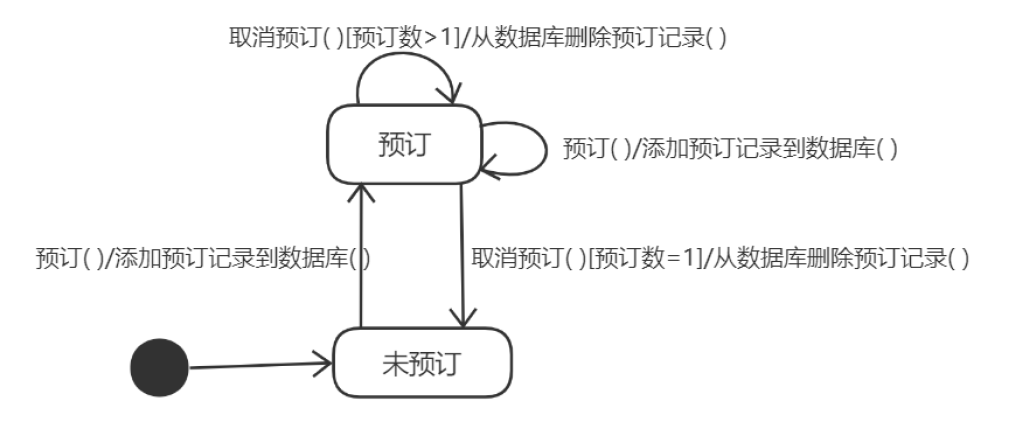 取消预订( )[预订数>1]/从数据库删除预订记录( )
预订
预订( )/添加预订记录到数据库( )
预订( )/添加预订记录到数据库( )
取消预订( )[预订数=1]/从数据库删除预订记录( )
未预订